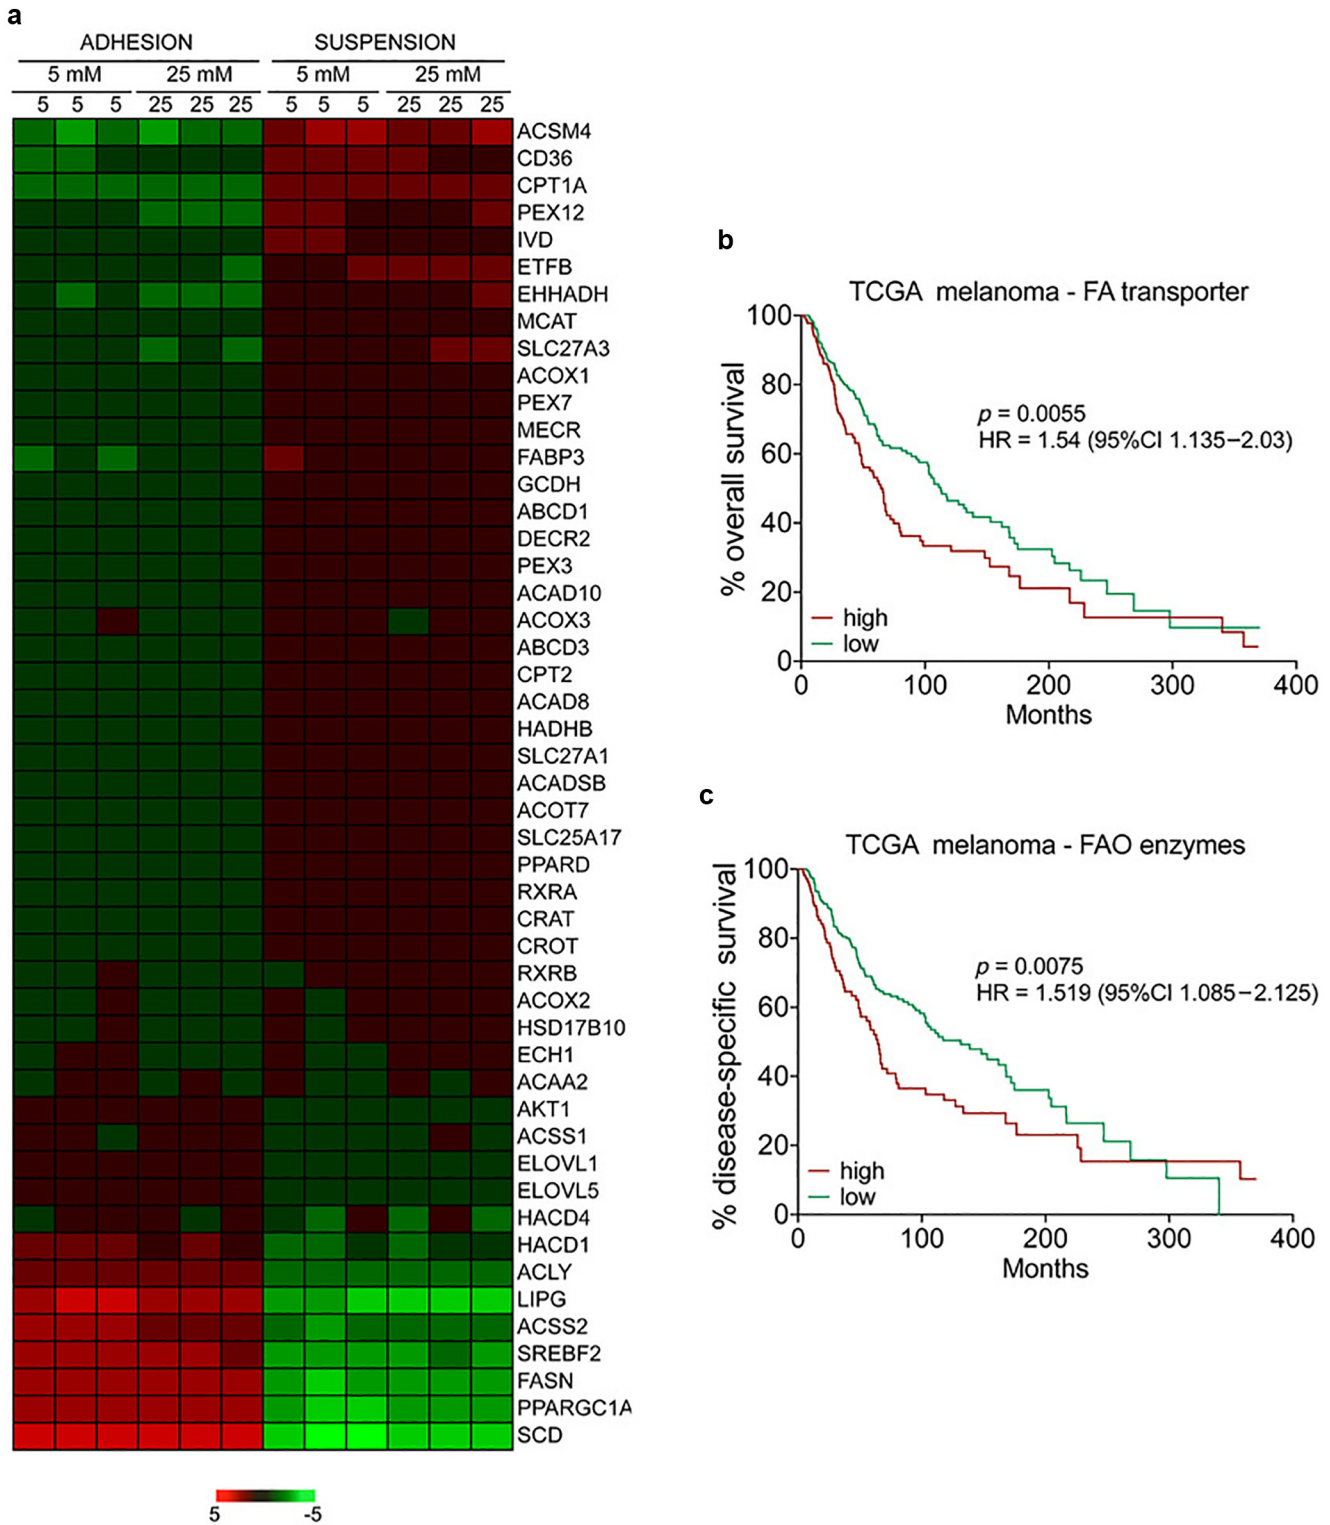 a
ADHESION SUSPENSION
5 mM 25 mM 5 mM 25 mM
5 5 5 25 25 25 5 5 5 25 25 25
ACSM4
CD36
CPT1A
PEX12
IVD
ETFB
EHHADH
MCAT
SLC27A3
ACOX1
PEX7
MECR
FABP3
GCDH
ABCD1
DECR2
PEX3
ACAD10
ACOX3
ABCD3
CPT2
ACAD8
HADHB
SLC27A1
ACADSB
ACOT7
SLC25A17
PPARD
RXRA
CRAT
CROT
RXRB
ACOX2
HSD17B10
ECH1
ACAA2
AKT1
ACSS1
ELOVL1
ELOVL5
HACD4
HACD1
ACLY
LIPG
ACSS2
SREBF2
FASN
PPARGC1A
SCD
5 -5
b
TCGA melanoma - FA transporter
% overall survival
100
80
60
40
20
0
p = 0.0055
HR = 1.54 (95%CI 1.135–2.03)
high
low
0 100 200 300 400
Months
c
TCGA melanoma - FAO enzymes
% disease-specific survival
100
80
60
40
20
0
p = 0.0075
HR = 1.519 (95%CI 1.085–2.125)
high
low
0 100 200 300 400
Months